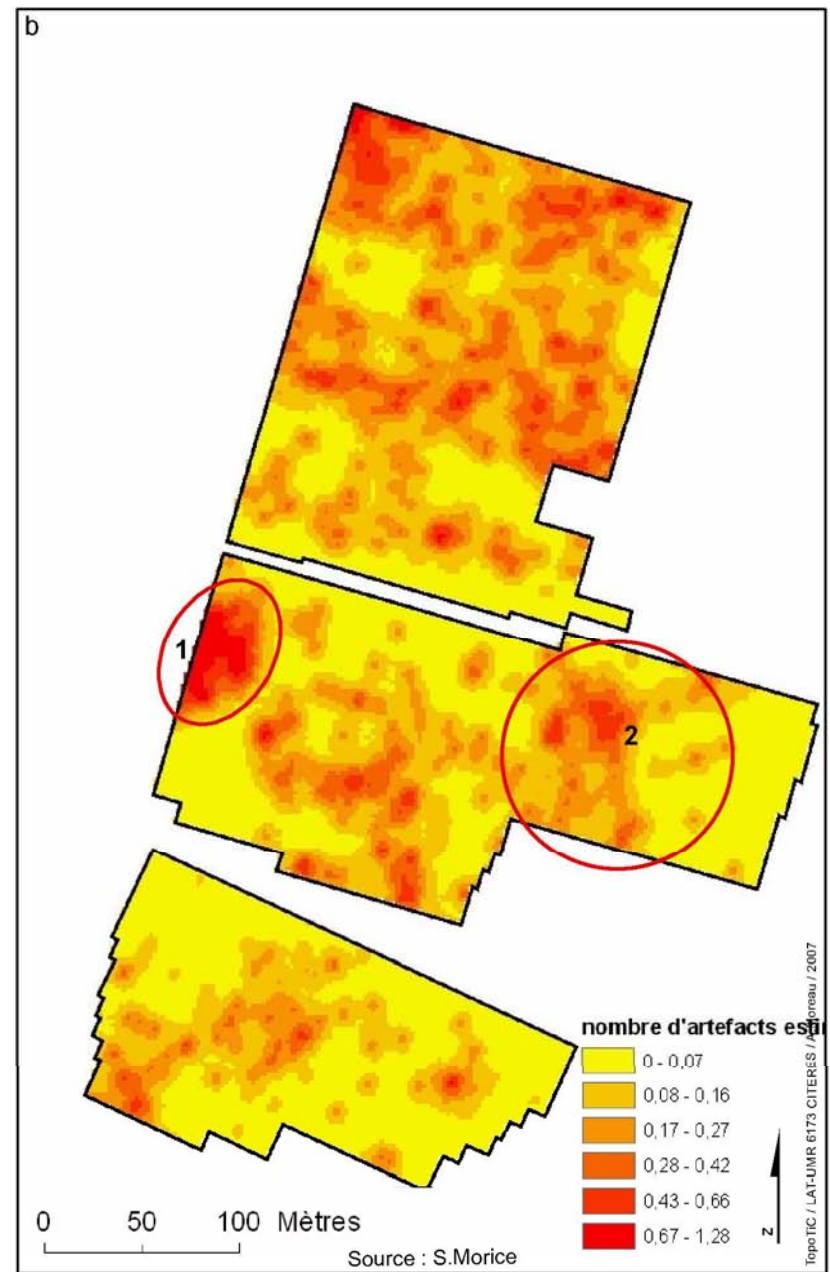 b
1
2
nombre d'artefacts esti
0 - 0,07
0,08 - 0,16
0,17 - 0,27
0,28 - 0,42
0,43 - 0,66
0,67 - 1,28
N
0 50 100 Mètres
Source : S.Morice
TopoTiC / LAT-UMR 6173 CITERES / A. Moreau / 2007